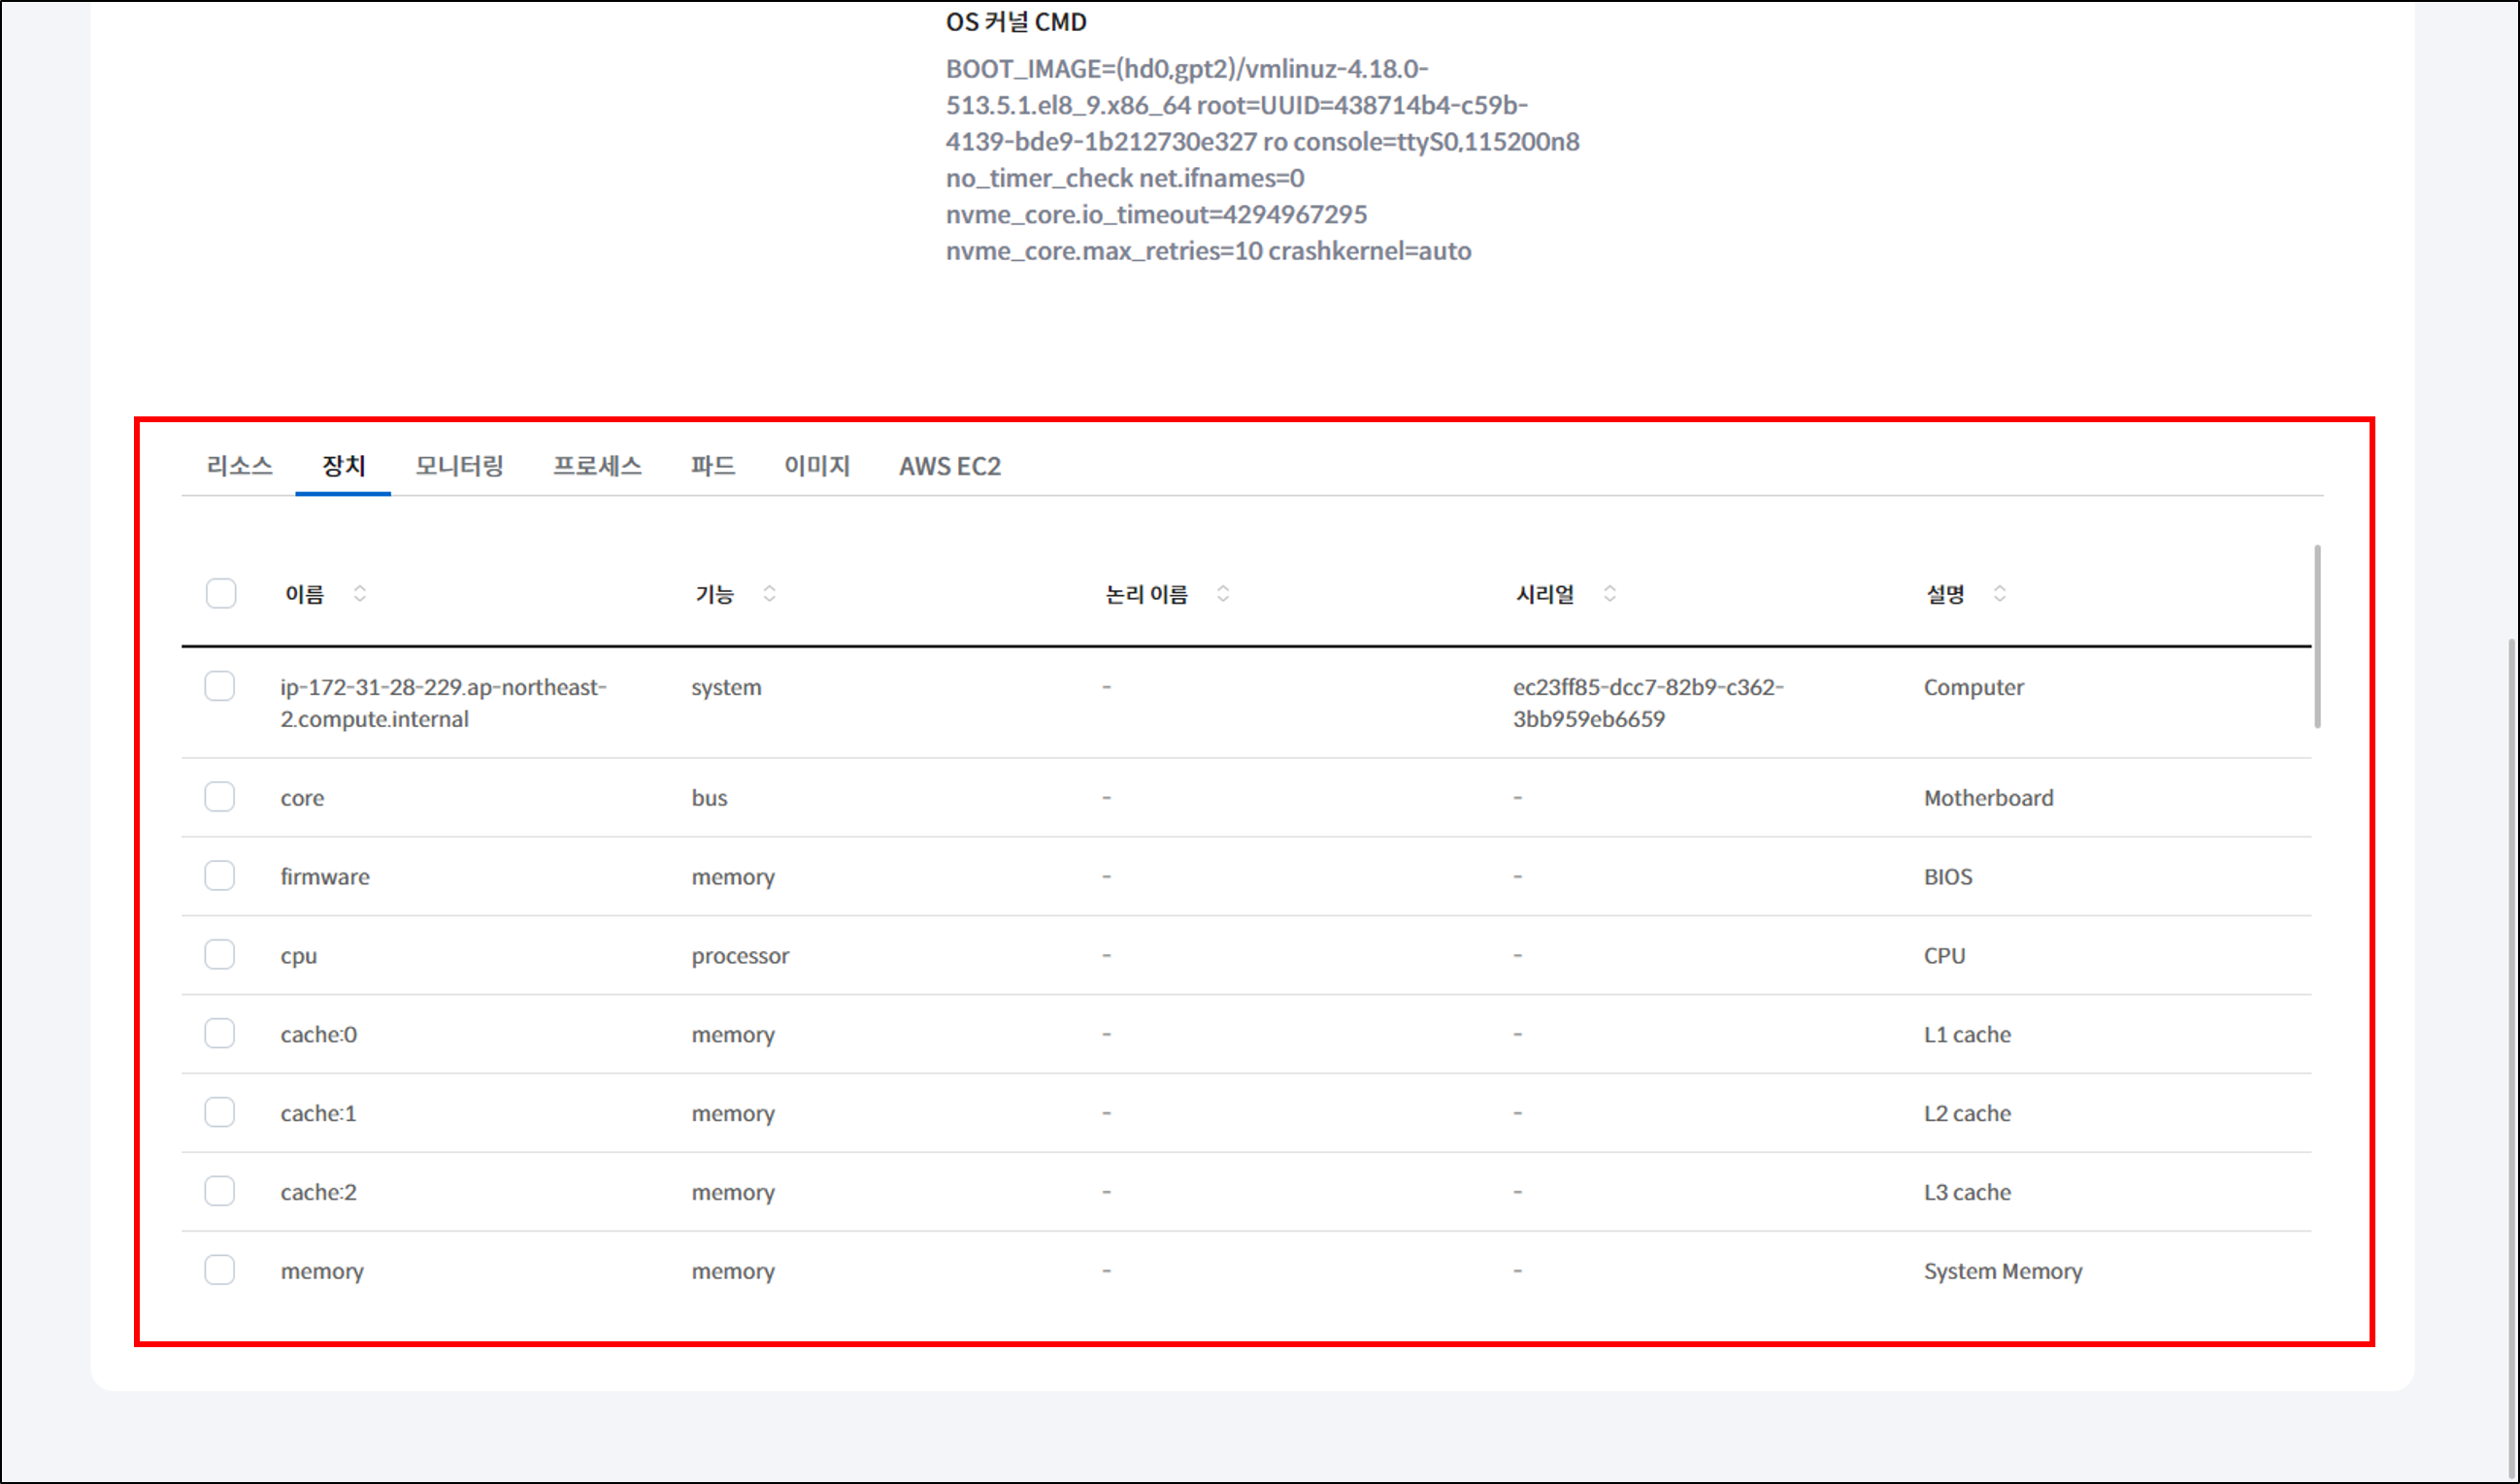 OS 커널 CMD
BOOT_IMAGE=(hd0,gpt2)/vmlinuz-4.18.0-
513.5.1.el8_9.x86_64 root=UUID=438714b4-c59b-
4139-bde9-1b212730e327 ro console=ttyS0,115200n8
no_timer_check net.ifnames=0
nvme_core.io_timeout=4294967295
nvme_core.max_retries=10 crashkernel=auto
리소스 장치 모니터링 프로세스 파드 이미지 AWS EC2
이름 기능 논리 이름 시리얼 설명
ip-172-31-28-229.ap-northeast- system - ec23ff85-dcc7-82b9-c362- Computer
2.compute.internal 3bb959eb6659
core bus - - Motherboard
firmware memory - - BIOS
cpu processor - - CPU
cache:0 memory - - L1 cache
cache:1 memory - - L2 cache
cache:2 memory - - L3 cache
memory memory - - System Memory